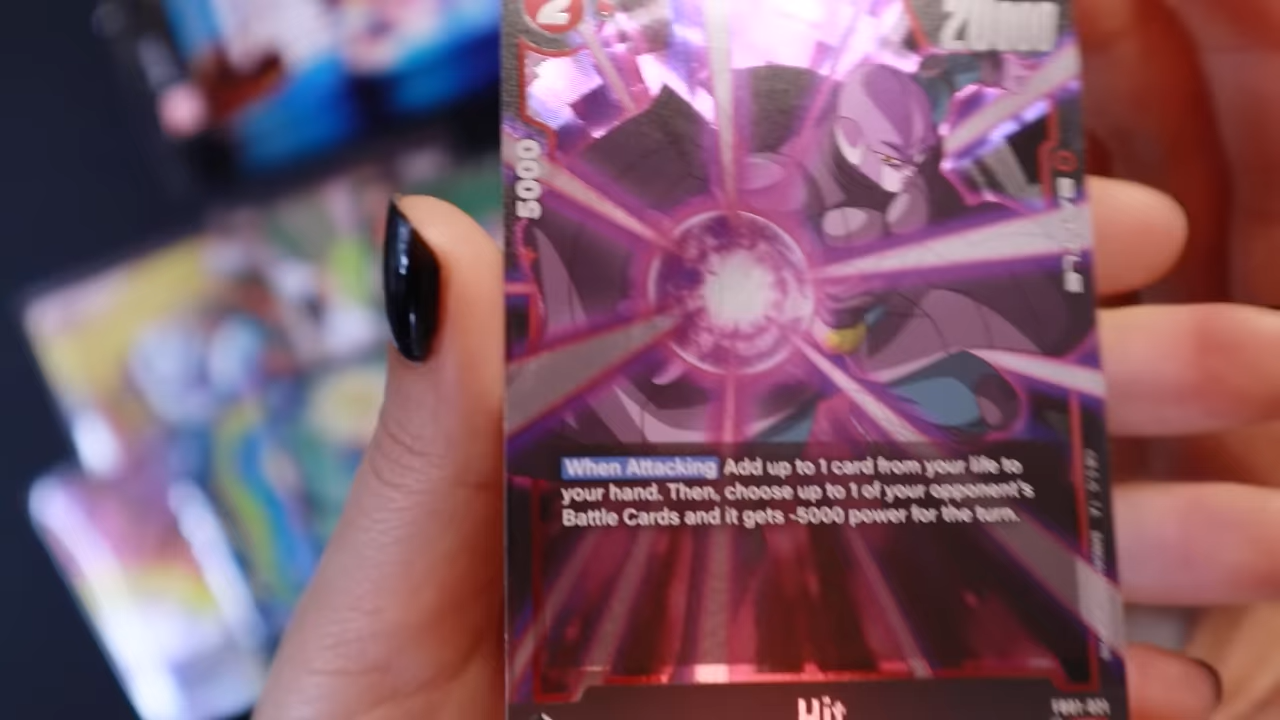 2
5000
When Attacking Add up to 1 card from your life to
your hand. Then, choose up to 1 of your opponent's
Battle Cards and it gets -5000 power for the turn.
Hit